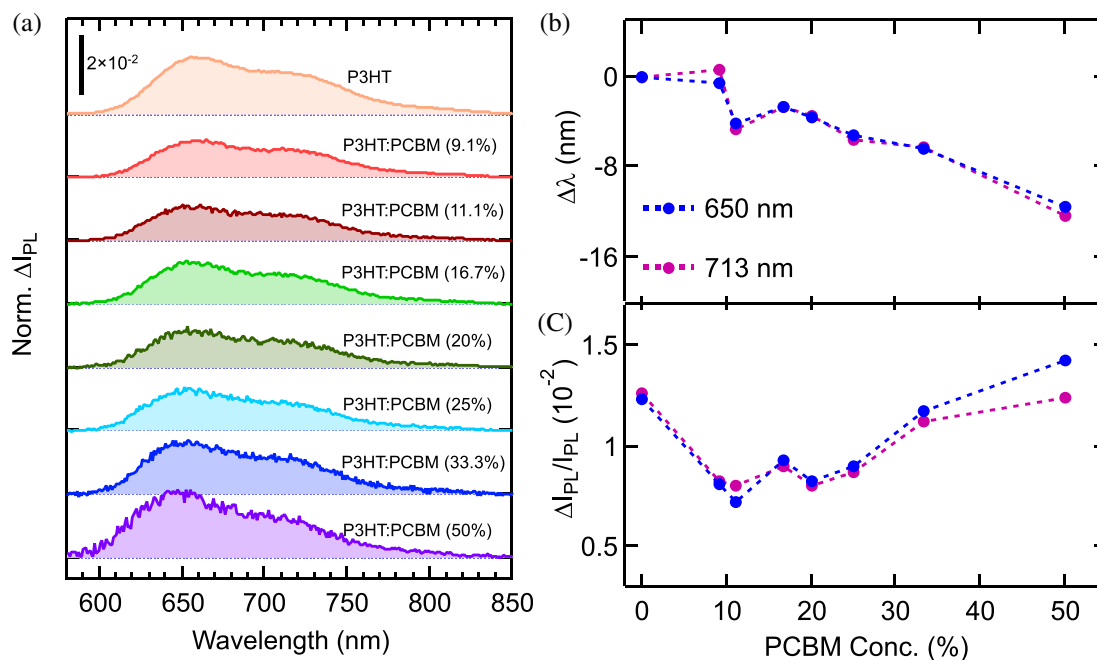 (a)
2×10⁻²
P3HT
P3HT:PCBM (9.1%)
P3HT:PCBM (11.1%)
P3HT:PCBM (16.7%)
P3HT:PCBM (20%)
P3HT:PCBM (25%)
P3HT:PCBM (33.3%)
P3HT:PCBM (50%)
Norm. ΔI_PL
600 650 700 750 800 850
Wavelength (nm)
(b)
0
-8
-16
Δλ (nm)
650 nm
713 nm
(C)
1.5
1
0.5
ΔI_PL/I_PL (10⁻²)
0 10 20 30 40 50
PCBM Conc. (%)